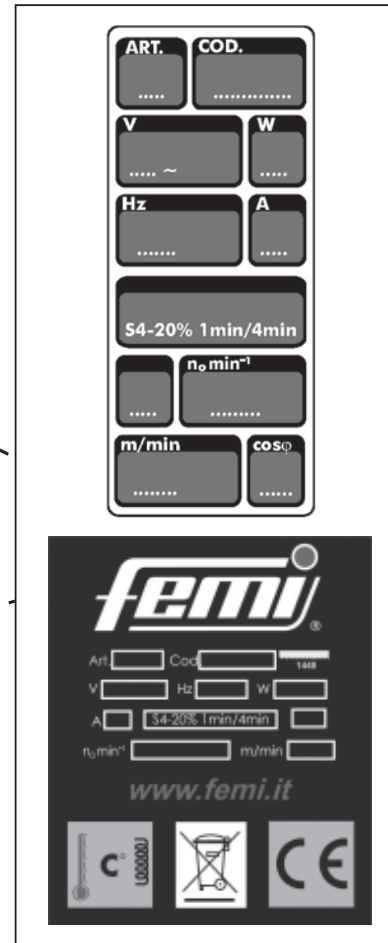 ART. COD.
..... ..............
V W
..... ~ .....
Hz A
....... .....
S4-20% 1min/4min
n₀ min⁻¹
..... .........
m/min cosφ
........ ......
femi®
Art. Cod. 1448
V Hz W
A S4-20% 1min/4min
n₀ min⁻¹ m/min
www.femi.it
C° CE